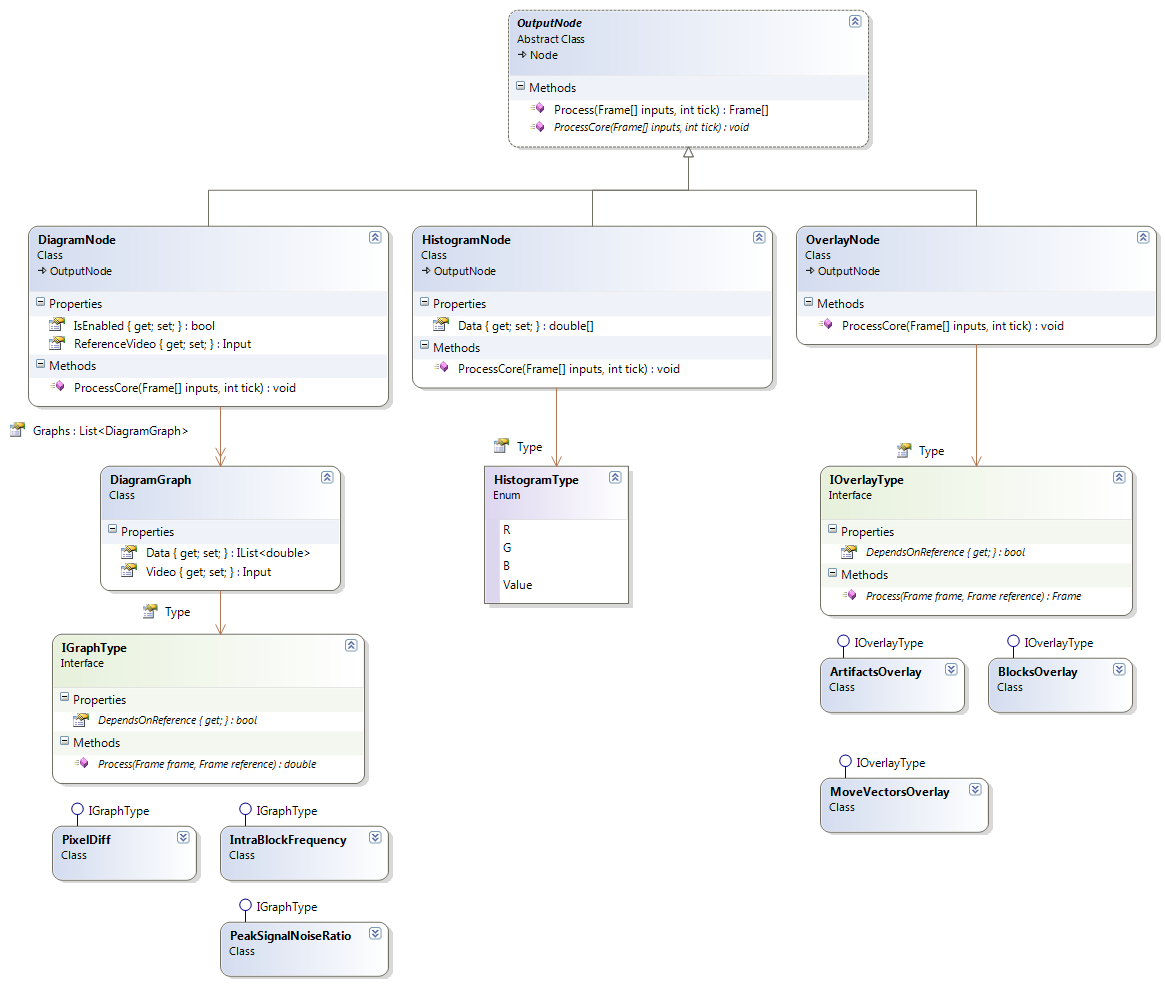 OutputNode
Abstract Class
Node
Methods
Process(Frame[] inputs, int tick) : Frame[]
ProcessCore(Frame[] inputs, int tick) : void
DiagramNode
Class
OutputNode
Properties
IsEnabled { get; set; } : bool
ReferenceVideo { get; set; } : Input
Methods
ProcessCore(Frame[] inputs, int tick) : void
HistogramNode
Class
OutputNode
Properties
Data { get; set; } : double[]
Methods
ProcessCore(Frame[] inputs, int tick) : void
OverlayNode
Class
OutputNode
Methods
ProcessCore(Frame[] inputs, int tick) : void
Graphs : List<DiagramGraph>
DiagramGraph
Class
Properties
Data { get; set; } : IList<double>
Video { get; set; } : Input
Type
IGraphType
Interface
Properties
DependsOnReference { get; } : bool
Methods
Process(Frame frame, Frame reference) : double
IGraphType
PixelDiff
Class
IGraphType
IntraBlockFrequency
Class
IGraphType
PeakSignalNoiseRatio
Class
Type
HistogramType
Enum
R
G
B
Value
Type
IOverlayType
Interface
Properties
DependsOnReference { get; } : bool
Methods
Process(Frame frame, Frame reference) : Frame
IOverlayType
ArtifactsOverlay
Class
IOverlayType
BlocksOverlay
Class
IOverlayType
MoveVectorsOverlay
Class